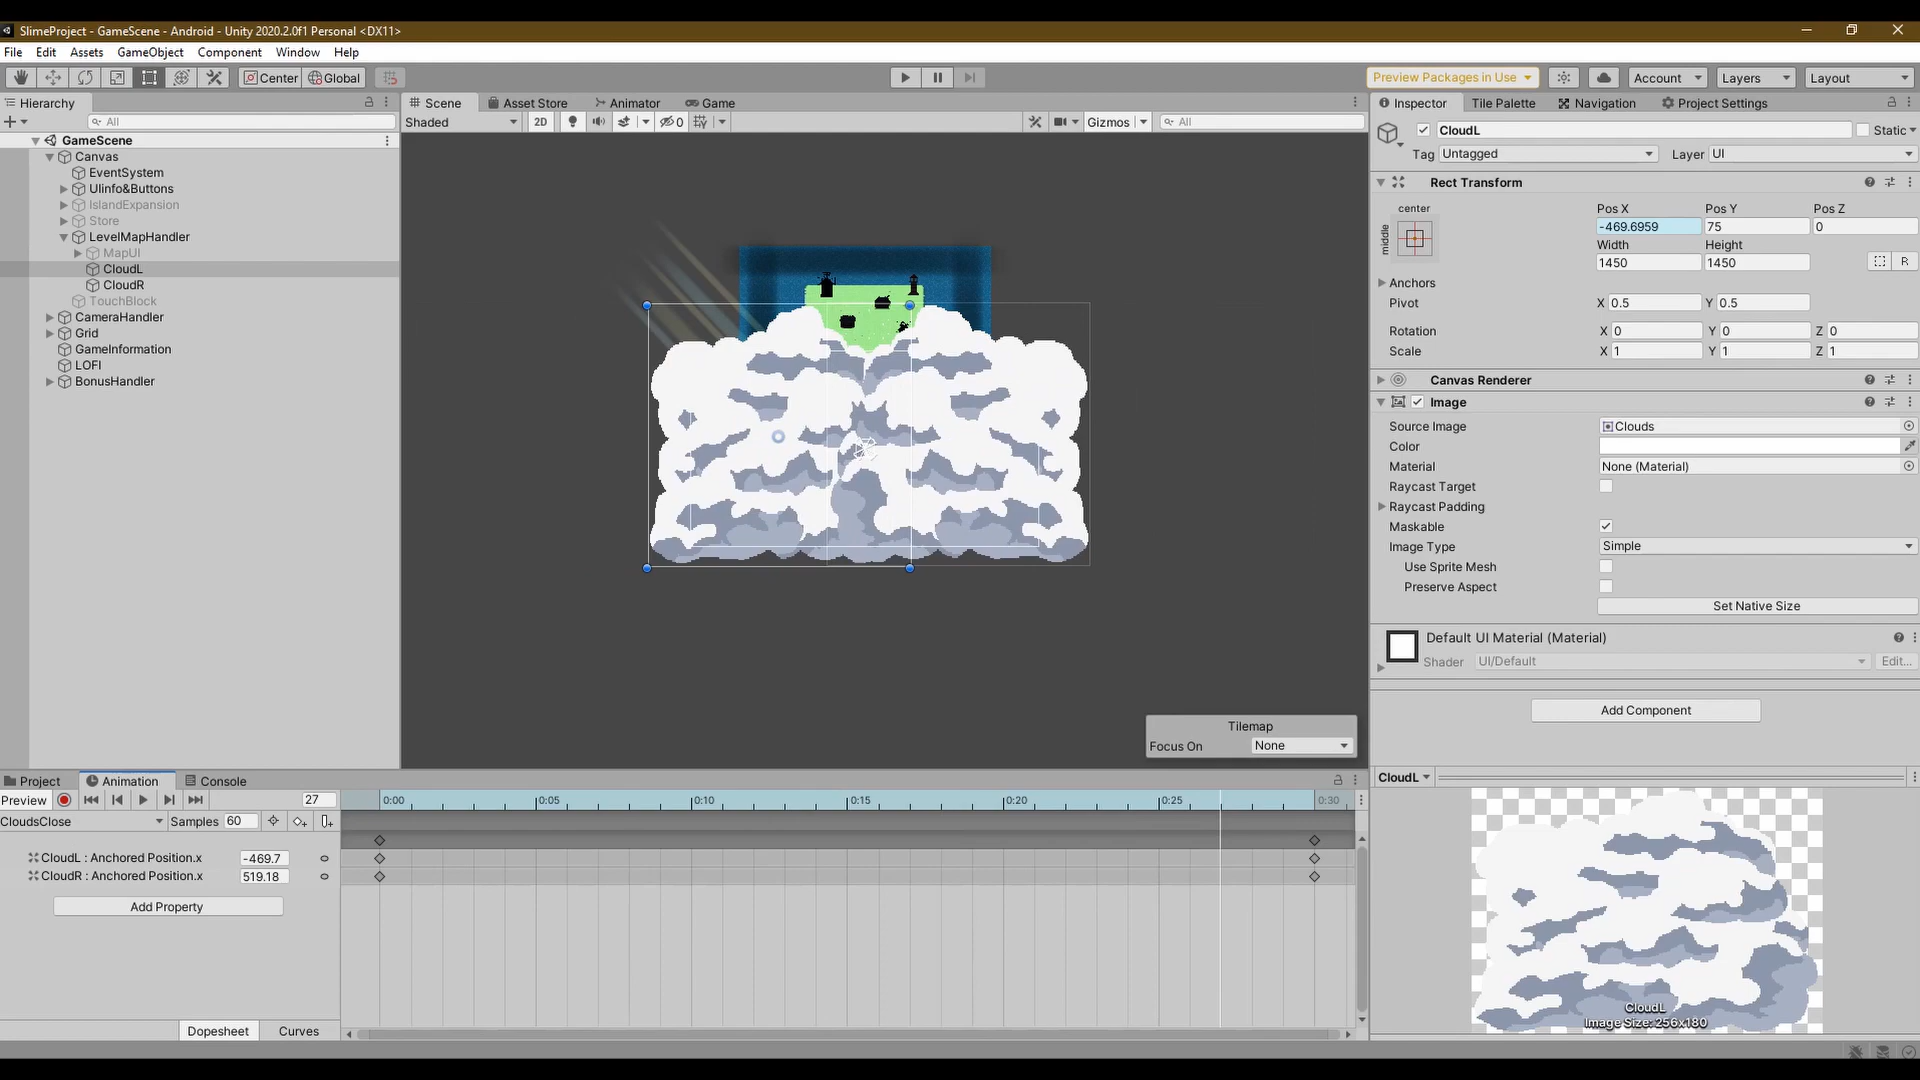 SlimeProject - GameScene - Android - Unity 2020.2.0f1 Personal <DX11>
File Edit Assets GameObject Component Window Help
Center Global Preview Packages in Use Account Layers Layout
Hierarchy
All
GameScene
Canvas
EventSystem
UIinfo&Buttons
IslandExpansion
Store
LevelMapHandler
MapUI
CloudL
CloudR
TouchBlock
CameraHandler
Grid
GameInformation
LOFI
BonusHandler
Scene Asset Store Animator Game
Shaded 2D 0 Gizmos All
Tilemap
Focus On None
Inspector Tile Palette Navigation Project Settings
CloudL Static
Tag Untagged Layer UI
Rect Transform
center
middle
Pos X Pos Y Pos Z
-469.6959 75 0
Width Height
1450 1450 R
Anchors
Pivot X 0.5 Y 0.5
Rotation X 0 Y 0 Z 0
Scale X 1 Y 1 Z 1
Canvas Renderer
Image
Source Image Clouds
Color
Material None (Material)
Raycast Target
Raycast Padding
Maskable
Image Type Simple
Use Sprite Mesh
Preserve Aspect
Set Native Size
Default UI Material (Material)
Shader UI/Default Edit...
Add Component
CloudL
CloudL
Image Size: 256x180
Project Animation Console
Preview 27 0:00 0:05 0:10 0:15 0:20 0:25 0:30
CloudsClose Samples 60
CloudL : Anchored Position.x -469.7
CloudR : Anchored Position.x 519.18
Add Property
Dopesheet Curves